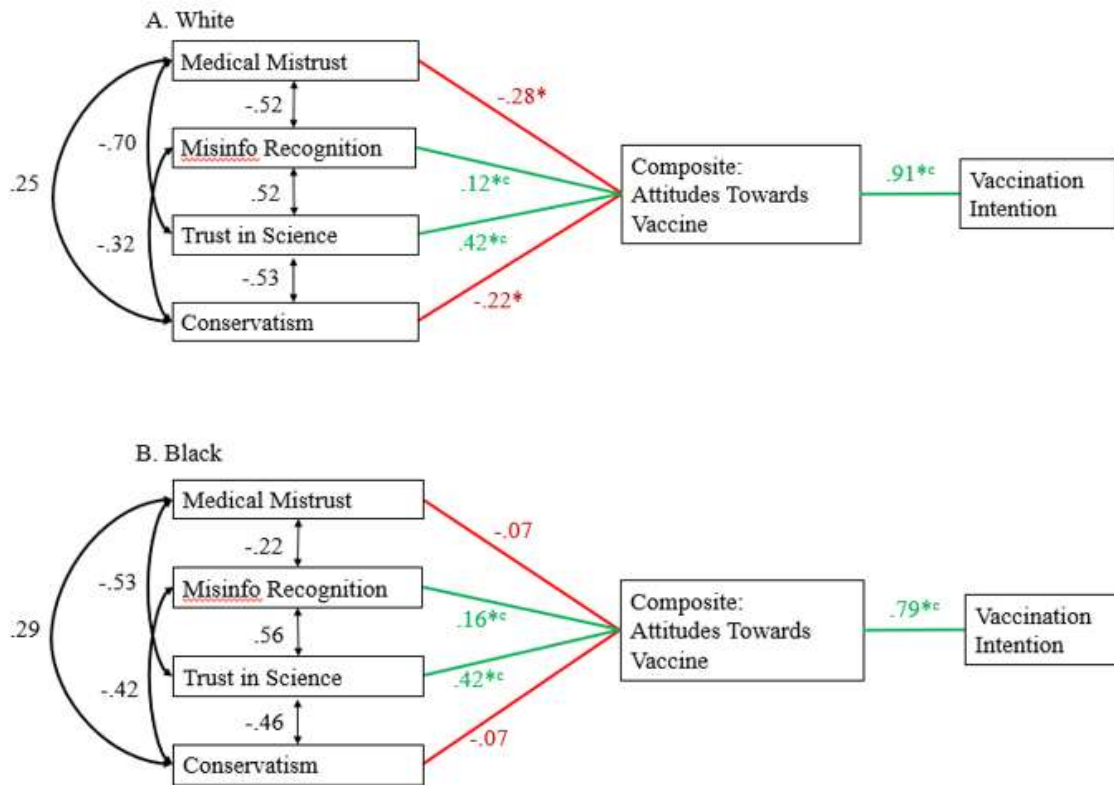 A. White
Medical Mistrust
-.28*
-.52
-.70
Misinfo Recognition
Composite:
Attitudes Towards
Vaccine
.12*c
.91*c
Vaccination
Intention
.25
.52
Trust in Science
.42*c
-.32
-.53
-.22*
Conservatism
B. Black
Medical Mistrust
-.07
-.22
-.53
Misinfo Recognition
Composite:
Attitudes Towards
Vaccine
.16*c
.79*c
Vaccination
Intention
.29
.56
Trust in Science
.42*c
-.42
-.46
-.07
Conservatism